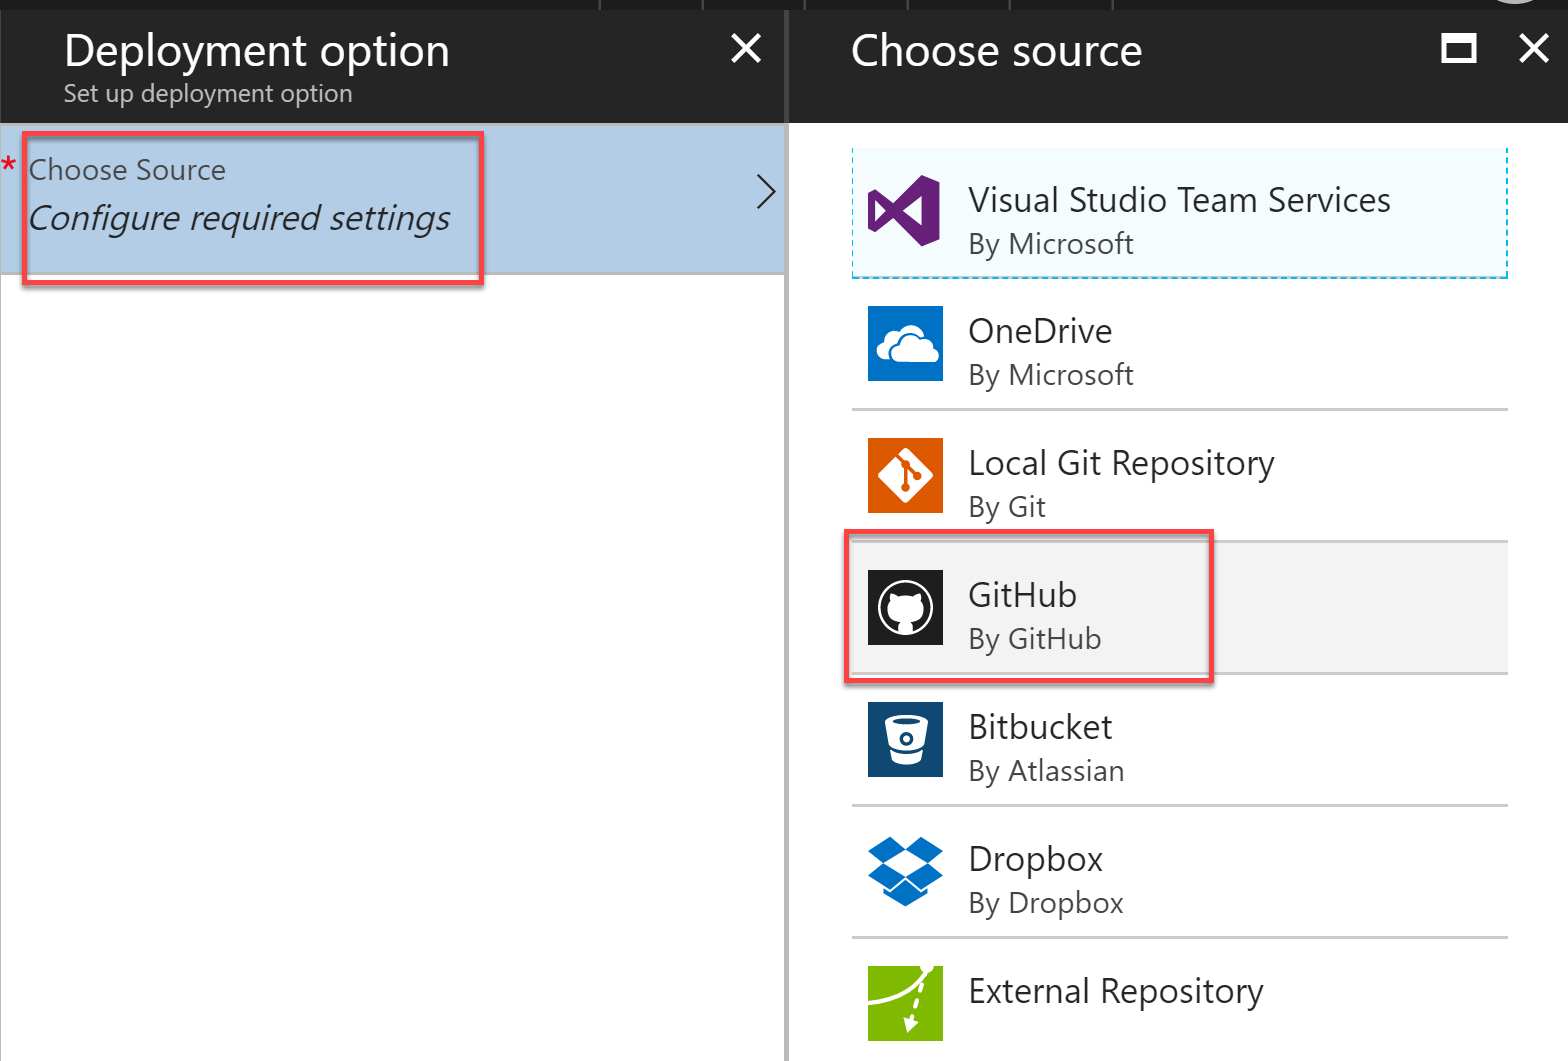 Deployment option
Set up deployment option
* Choose Source
Configure required settings
Choose source
Visual Studio Team Services
By Microsoft
OneDrive
By Microsoft
Local Git Repository
By Git
GitHub
By GitHub
Bitbucket
By Atlassian
Dropbox
By Dropbox
External Repository